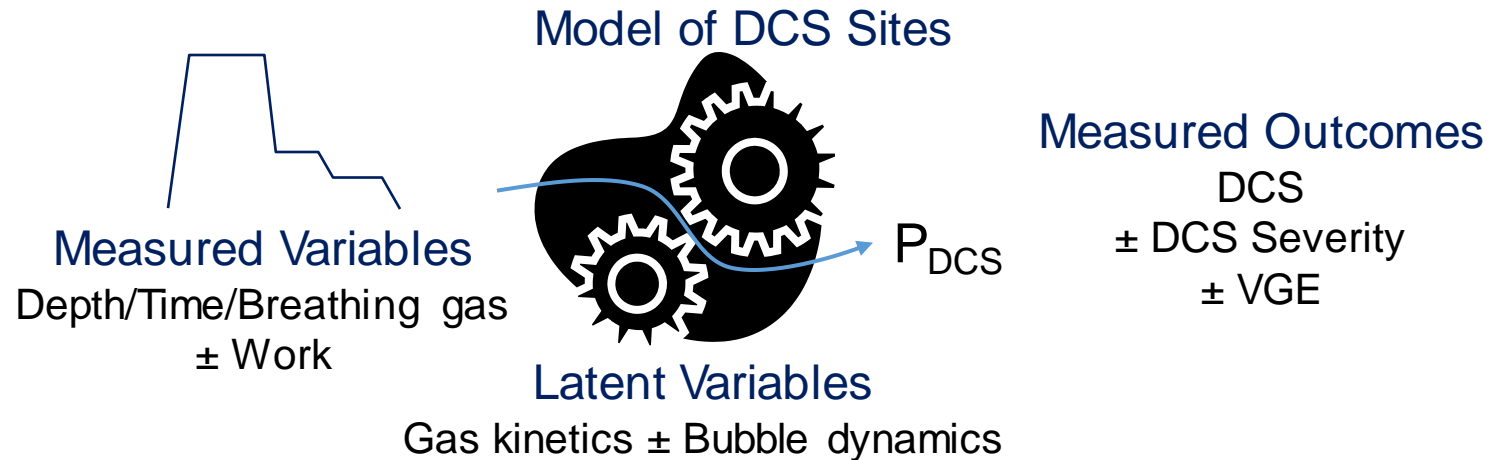 Model of DCS Sites
Measured Variables
Depth/Time/Breathing gas
± Work
Latent Variables
Gas kinetics ± Bubble dynamics
P_DCS
Measured Outcomes
DCS
± DCS Severity
± VGE